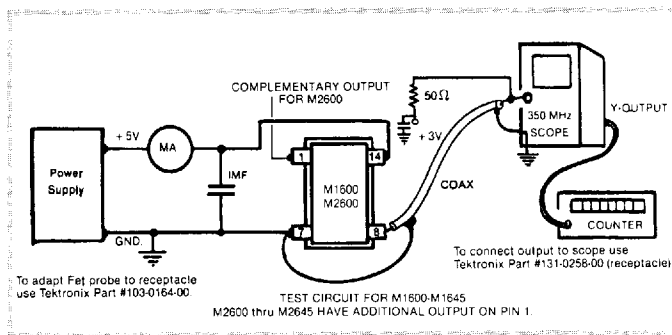 COMPLEMENTARY OUTPUT
FOR M2600
+5V
MA
1MF
Power
Supply
GND.
1
14
7
8
M1600
M2600
50Ω
+3V
COAX
350 MHz
SCOPE
Y-OUTPUT
COUNTER
To connect output to scope use
Tektronix Part #131-0258-00 (receptacle)
To adapt Fet probe to receptacle
use Tektronix Part #103-0164-00.
TEST CIRCUIT FOR M1600-M1645
M2600 thru M2645 HAVE ADDITIONAL OUTPUT ON PIN 1.